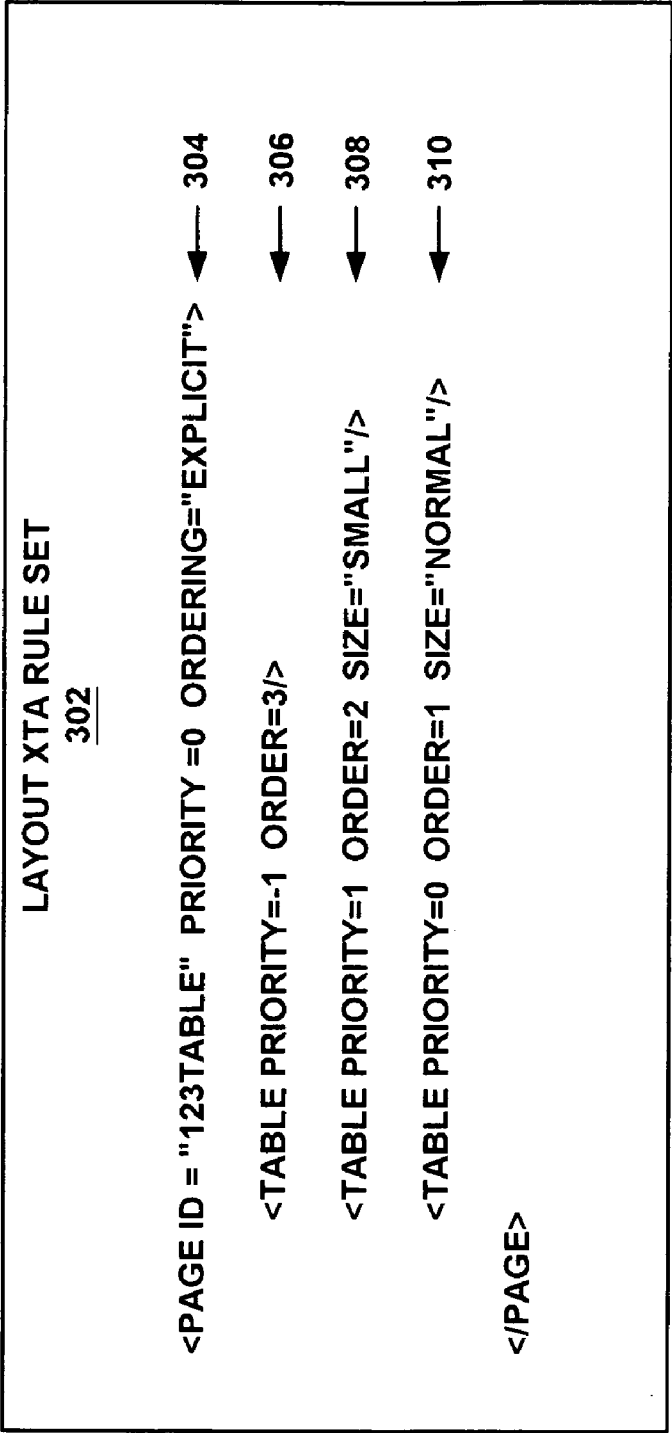 LAYOUT XTA RULE SET
302
<PAGE ID = "123TABLE" PRIORITY =0 ORDERING="EXPLICIT"> 304
<TABLE PRIORITY=-1 ORDER=3/> 306
<TABLE PRIORITY=1 ORDER=2 SIZE="SMALL"/> 308
<TABLE PRIORITY=0 ORDER=1 SIZE="NORMAL"/> 310
</PAGE>